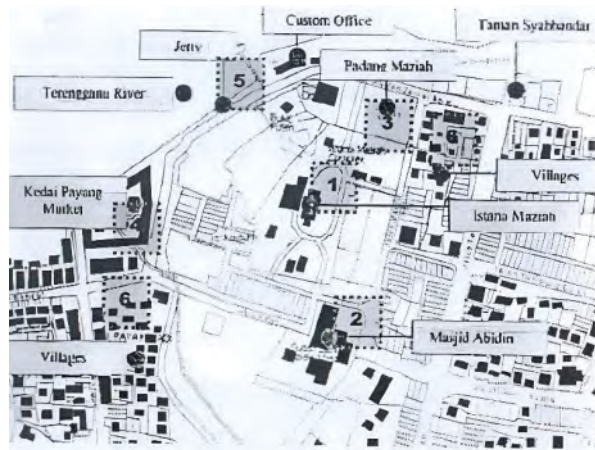 Custom Office
Taman Syahbandar
Jetty
Padang Maziah
5
Terengganu River
3
6
Villages
1
Kedai Payang
Market
Istana Maziah
4
6
2
Masjid Abidin
Villages